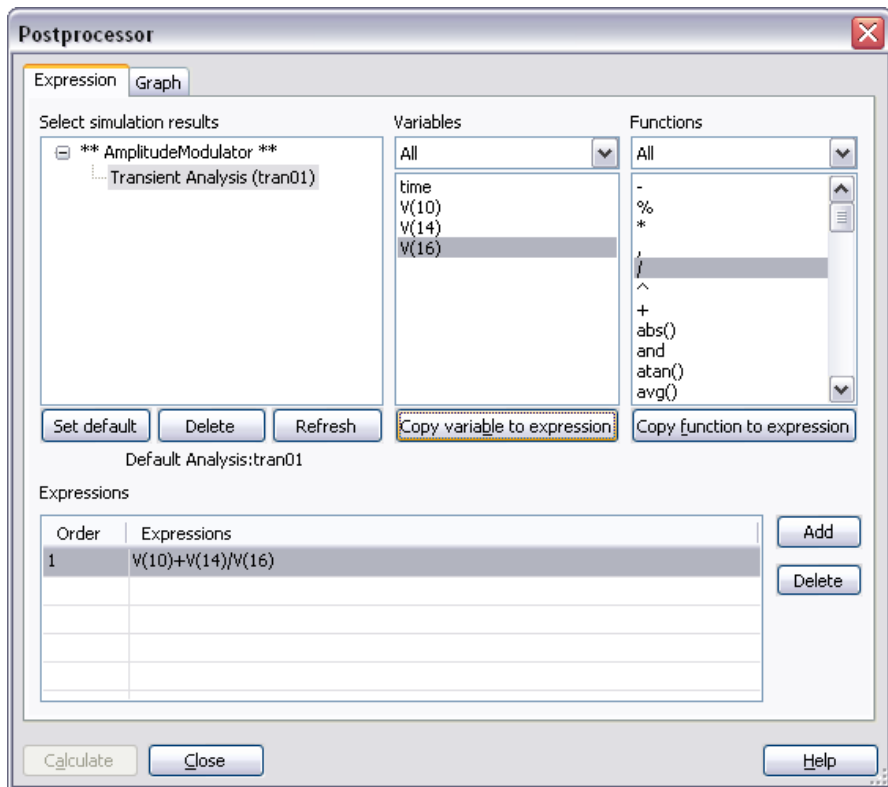 Postprocessor
Expression Graph
Select simulation results Variables Functions
** AmplitudeModulator ** All All
Transient Analysis (tran01)
time
V(10)
V(14)
V(16)
-
%
*
,
/
^
+
abs()
and
atan()
avg()
Set default Delete Refresh Copy variable to expression Copy function to expression
Default Analysis:tran01
Expressions
Order Expressions
1 V(10)+V(14)/V(16)
Add
Delete
Calculate Close Help